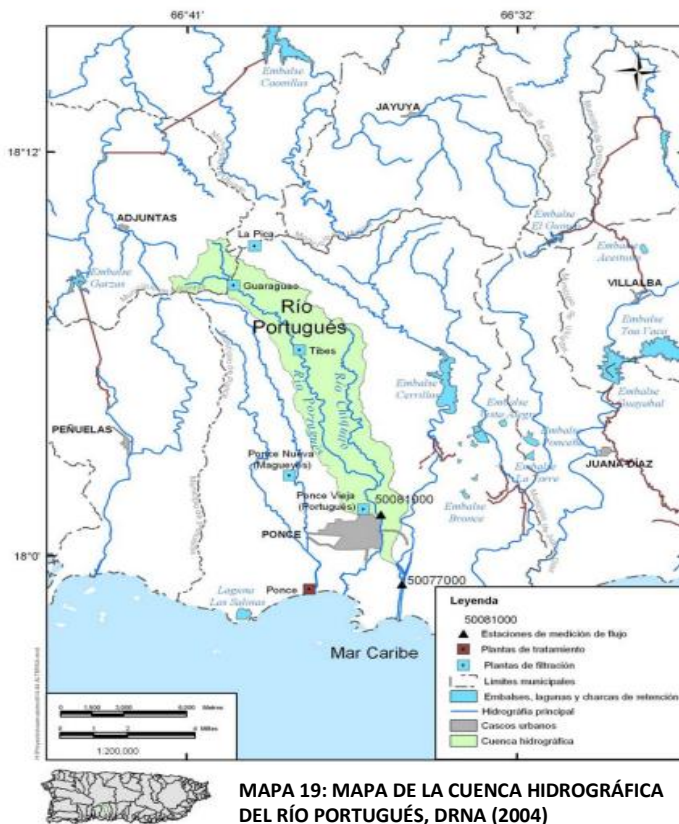 66°41'
66°32'
Embalse
Caonillas
JAYUYA
18°12'
ADJUNTAS
La Pica
Embalse
El Guineo
Embalse
Aceituna
Embalse
Garzas
Guaraguao
VILLALBA
Río
Portugués
Embalse
Toa Vaca
Tibes
Río Portugués
Río Chiquito
Embalse
Cerrillos
Embalse
Guayabal
PEÑUELAS
Embalse
Ponceña
Ponce Nueva
(Magueyes)
JUANA DÍAZ
Embalse
La Torre
Ponce Vieja
(Portugués)
50081000
Embalse
Bronce
PONCE
18°0'
50077000
Laguna
Las Salinas
Ponce
Mar Caribe
Leyenda
50081000
Estaciones de medición de flujo
Plantas de tratamiento
Plantas de filtración
Límites municipales
Embalses, lagunas y charcas de retención
Hidrografía principal
Cascos urbanos
Cuenca hidrográfica
1:200,000
MAPA 19: MAPA DE LA CUENCA HIDROGRÁFICA
DEL RÍO PORTUGUÉS, DRNA (2004)